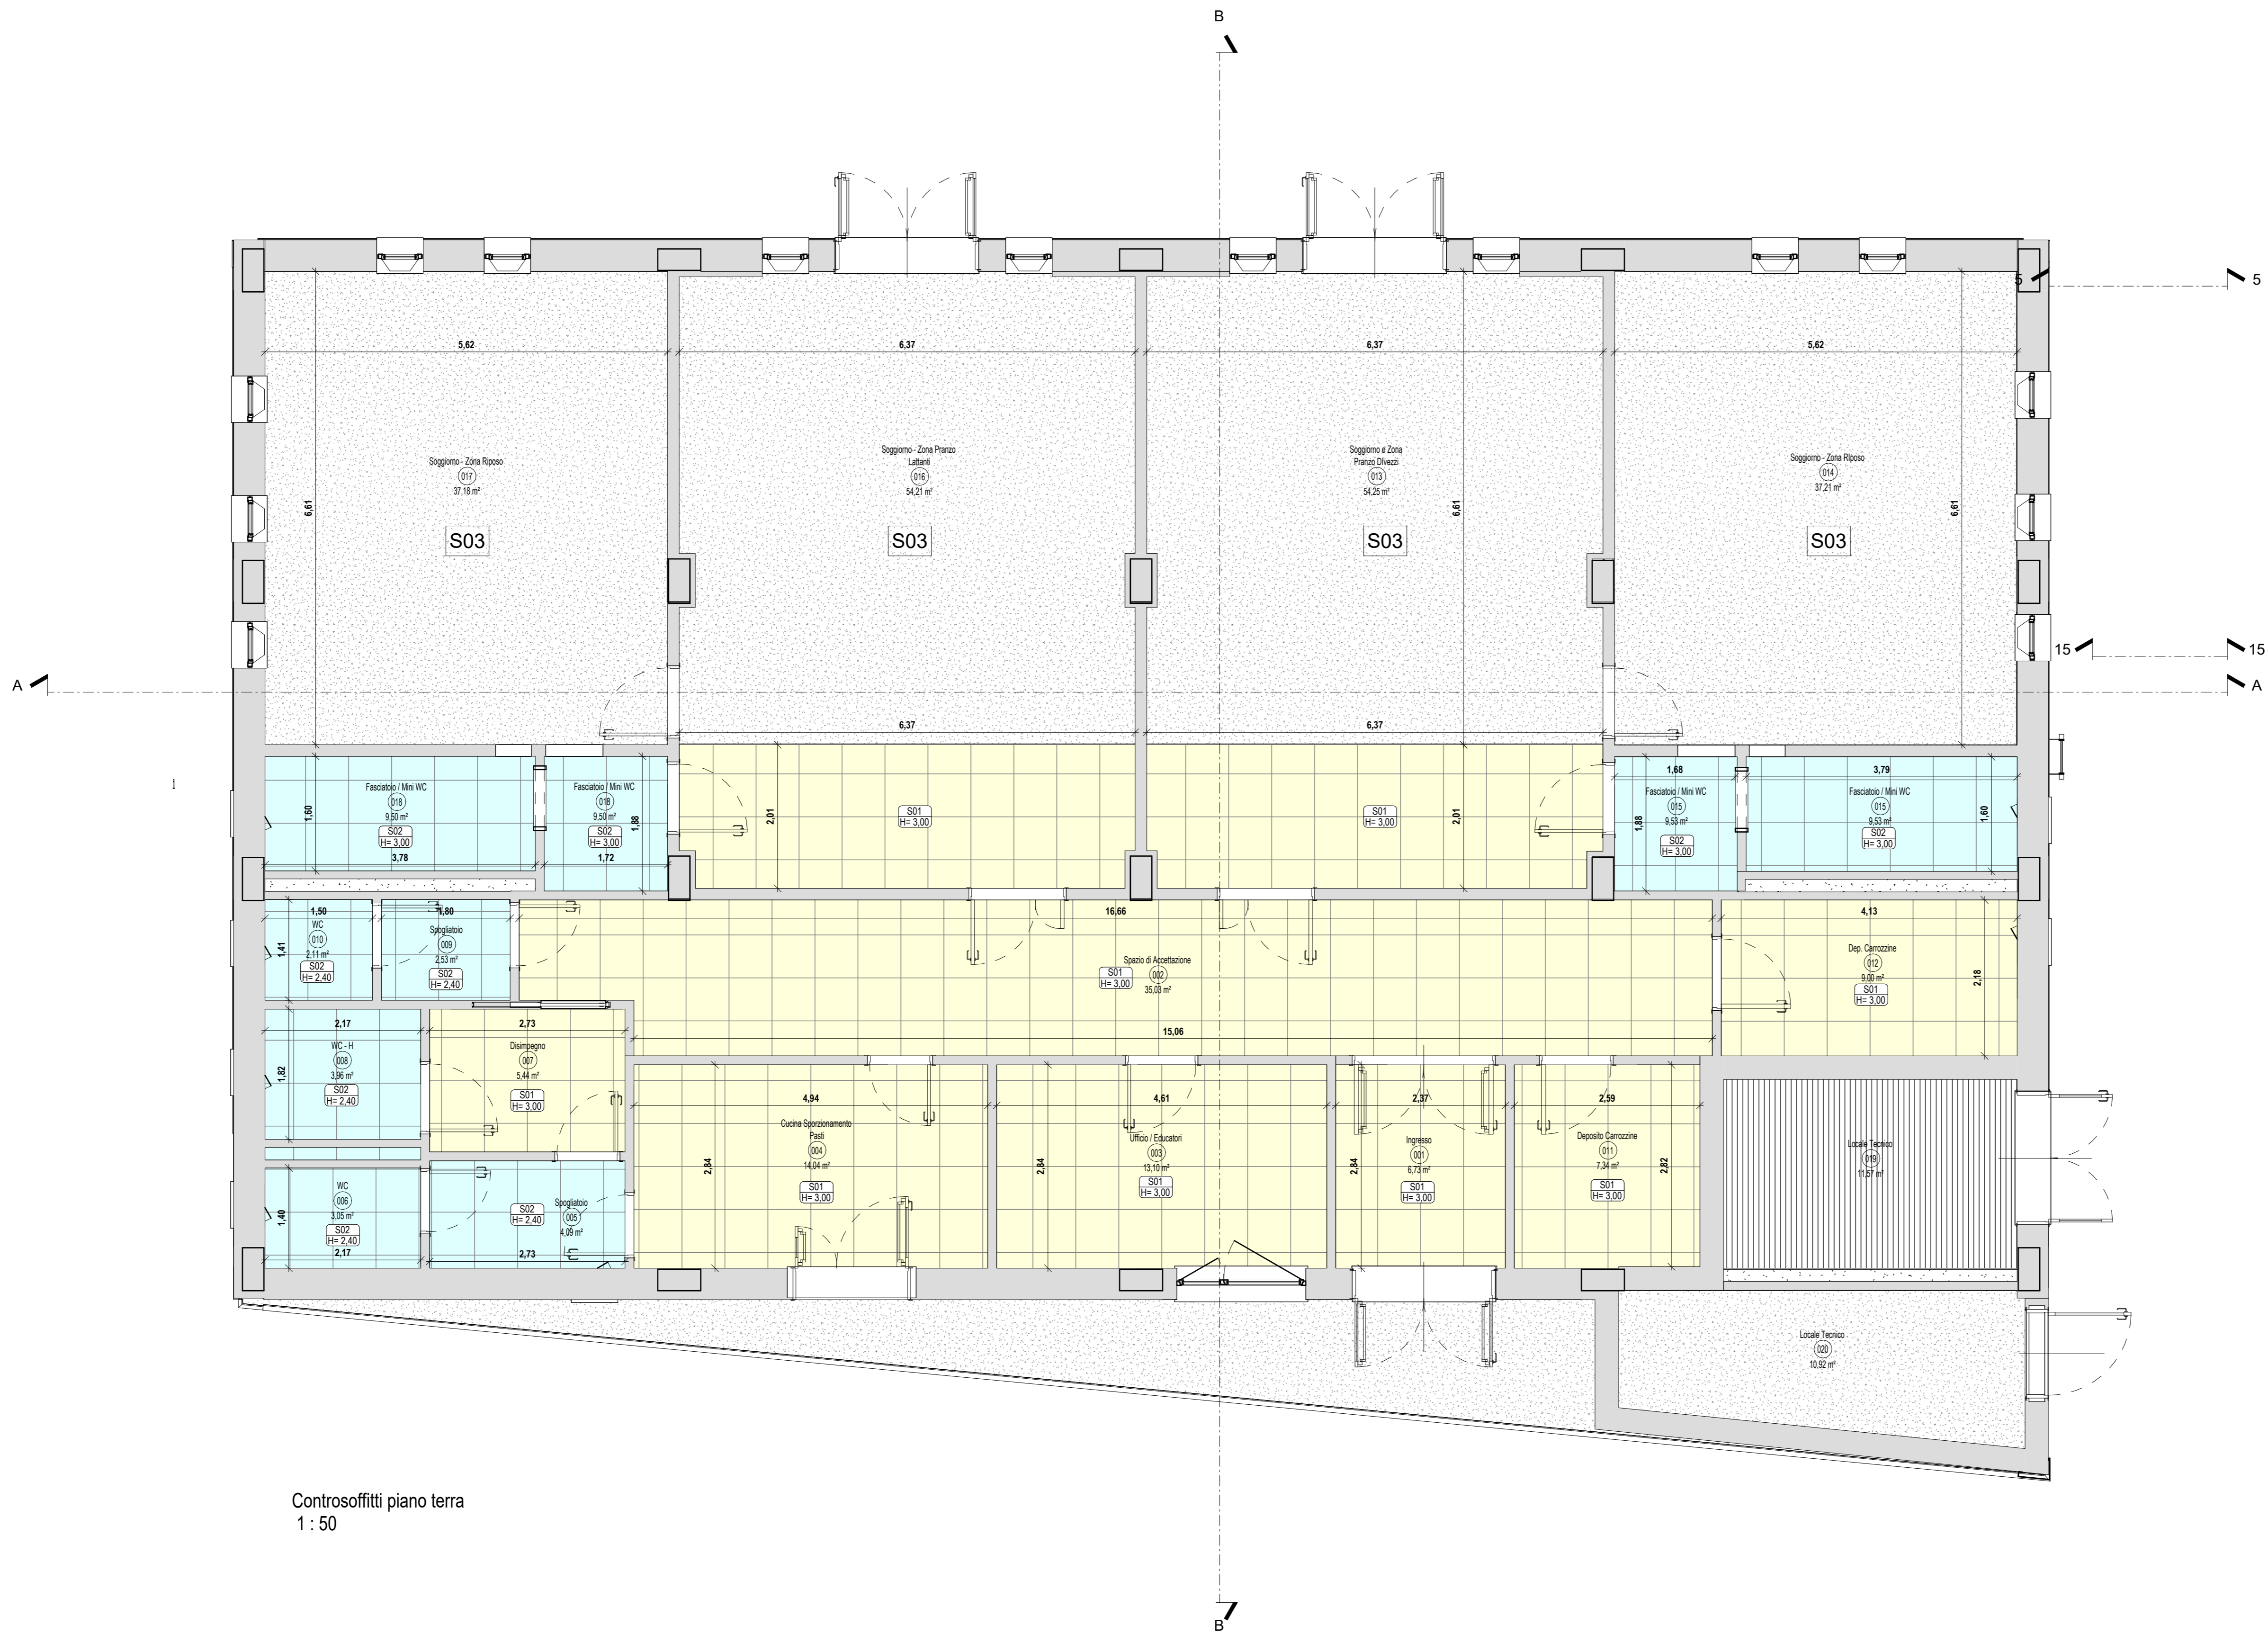 B
5
5
5,62
6,37
6,37
5,62
Soggiorno - Zona Riposo
017
37,18 m²
S03
6,61
Soggiorno - Zona Pranzo
Lattanti
016
54,21 m²
S03
Soggiorno e Zona
Pranzo Divezzi
013
54,25 m²
S03
6,61
Soggiorno - Zona Riposo
014
37,21 m²
S03
6,61
15
15
A
A
6,37
6,37
Fasciatoio / Mini WC
018
9,50 m²
S02
H= 3,00
1,60
3,78
Fasciatoio / Mini WC
018
9,50 m²
S02
H= 3,00
1,88
1,72
2,01
S01
H= 3,00
S01
H= 3,00
2,01
1,68
Fasciatoio / Mini WC
015
9,53 m²
S02
H= 3,00
1,88
3,79
Fasciatoio / Mini WC
015
9,53 m²
S02
H= 3,00
1,60
1,50
WC
010
2,11 m²
S02
H= 2,40
1,41
1,80
Spogliatoio
009
2,53 m²
S02
H= 2,40
16,66
Spazio di Accettazione
002
35,03 m²
S01
H= 3,00
15,06
4,13
Dep. Carrozzine
012
9,00 m²
S01
H= 3,00
2,18
2,17
WC - H
008
3,96 m²
S02
H= 2,40
1,82
2,73
Disimpegno
007
5,44 m²
S01
H= 3,00
4,94
Cucina Sporzionamento
Pasti
004
14,04 m²
S01
H= 3,00
2,84
4,61
Ufficio / Educatori
003
13,10 m²
S01
H= 3,00
2,84
2,37
Ingresso
001
6,73 m²
S01
H= 3,00
2,84
2,59
Deposito Carrozzine
011
7,34 m²
S01
H= 3,00
2,82
Locale Tecnico
019
11,57 m²
WC
006
3,05 m²
S02
H= 2,40
1,40
2,17
S02
H= 2,40
Spogliatoio
005
4,09 m²
2,73
Locale Tecnico
020
10,92 m²
Controsoffitti piano terra
1 : 50
B